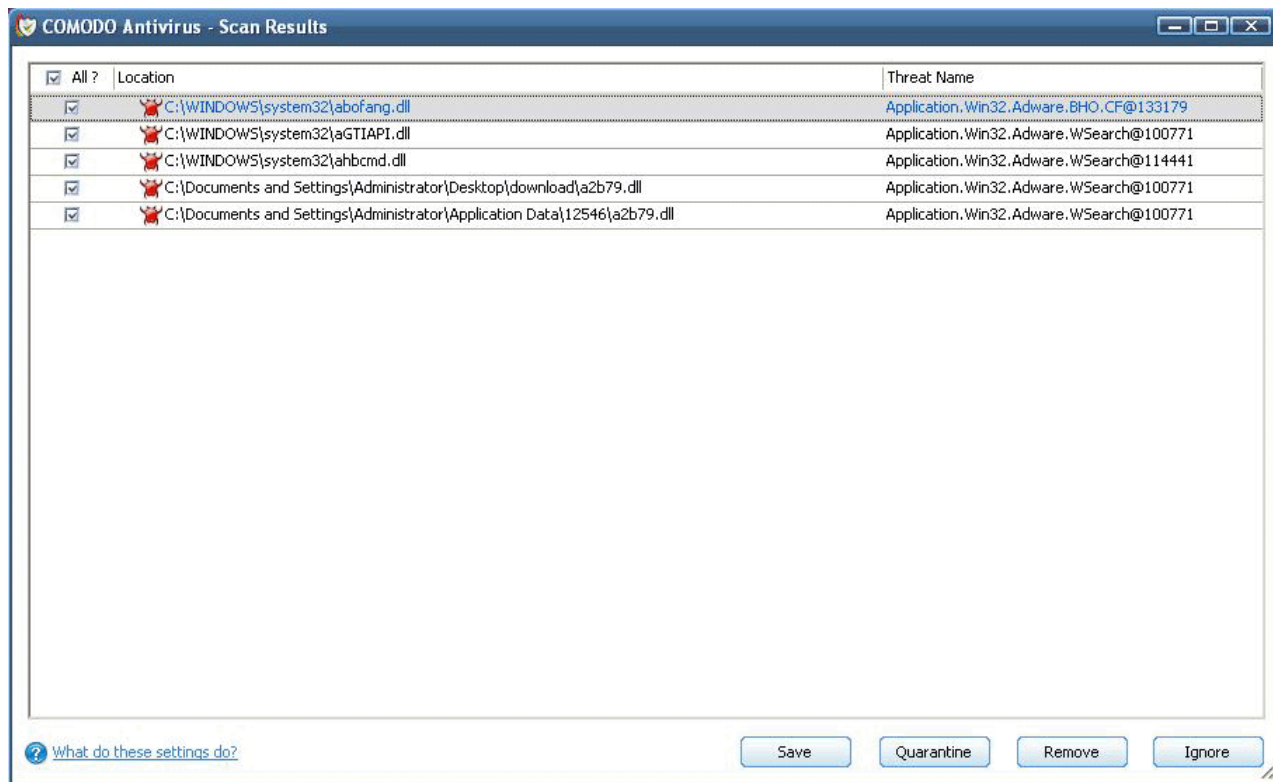 COMODO Antivirus - Scan Results
All ? Location Threat Name
C:\WINDOWS\system32\abofang.dll Application.Win32.Adware.BHO.CF@133179
C:\WINDOWS\system32\aGTIAPI.dll Application.Win32.Adware.WSearch@100771
C:\WINDOWS\system32\ahbcmd.dll Application.Win32.Adware.WSearch@114441
C:\Documents and Settings\Administrator\Desktop\download\a2b79.dll Application.Win32.Adware.WSearch@100771
C:\Documents and Settings\Administrator\Application Data\12546\a2b79.dll Application.Win32.Adware.WSearch@100771
? What do these settings do? Save Quarantine Remove Ignore